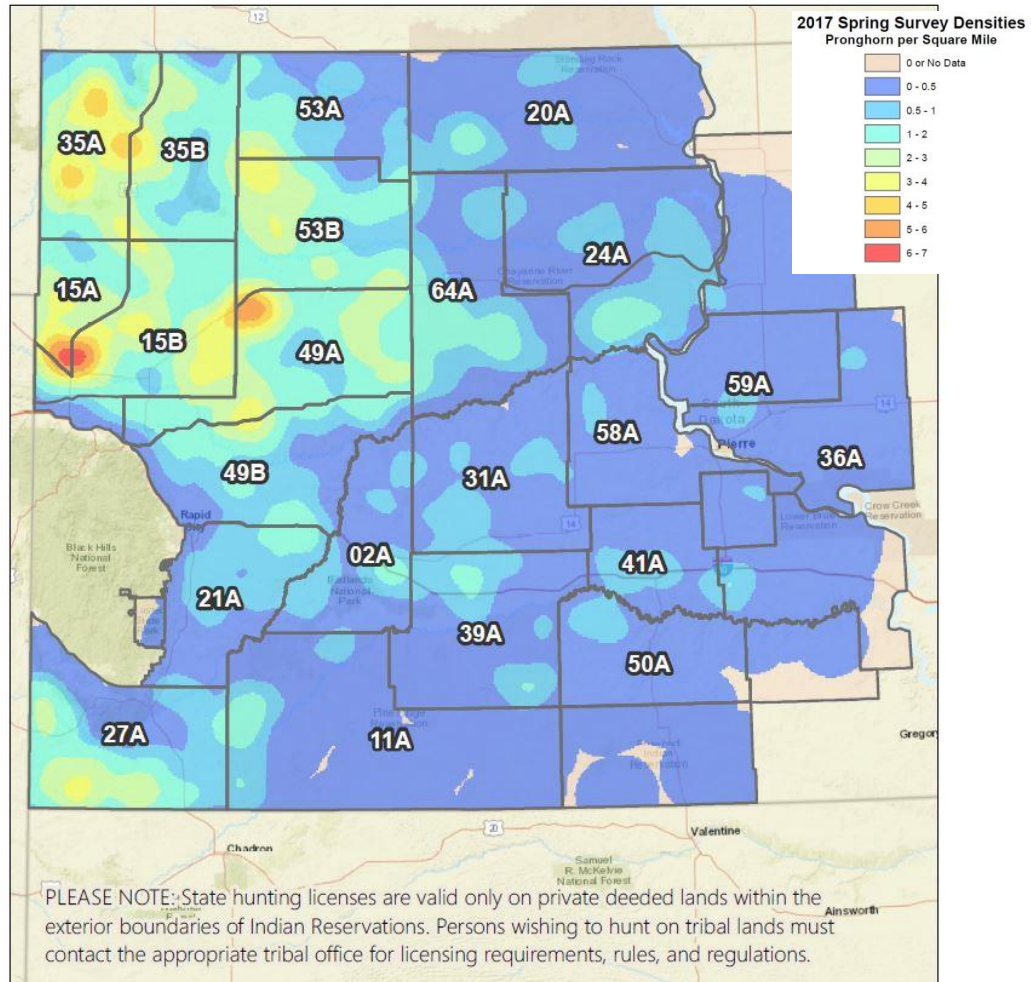 2017 Spring Survey Densities
Pronghorn per Square Mile
0 or No Data
0 - 0.5
0.5 - 1
1 - 2
2 - 3
3 - 4
4 - 5
5 - 6
6 - 7
12
Standing Rock
Reservation
53A
20A
35A
35B
53B
24A
Cheyenne River
Reservation
64A
15A
15B
49A
59A
South
Dakota
14
58A
Pierre
36A
49B
31A
Rapid
City
14
Lower Brule
Reservation
Crow Creek
Reservation
Black Hills
National
Forest
02A
41A
Badlands
National
Park
21A
39A
50A
27A
Pine Ridge
Reservation
11A
Indian
Reservation
Gregory
20
Valentine
Chadron
Samuel
R. McKelvie
National Forest
Ainsworth
PLEASE NOTE: State hunting licenses are valid only on private deeded lands within the
exterior boundaries of Indian Reservations. Persons wishing to hunt on tribal lands must
contact the appropriate tribal office for licensing requirements, rules, and regulations.